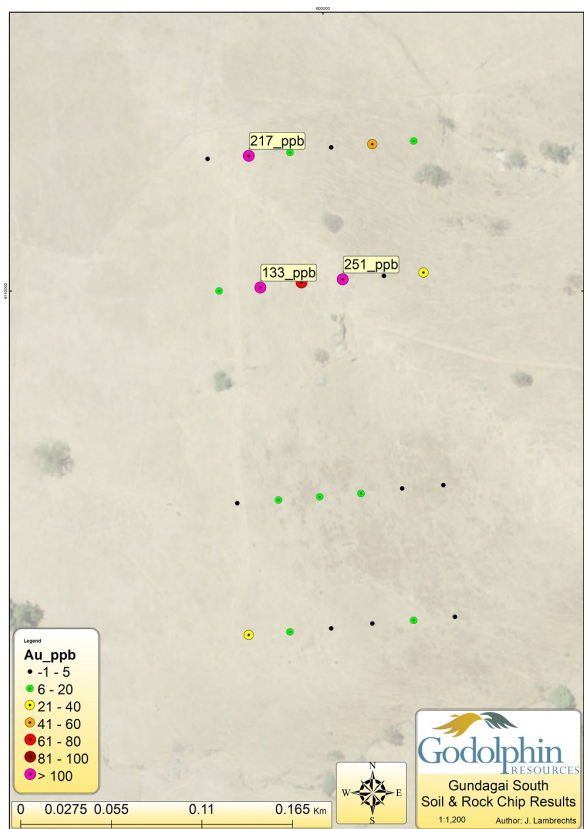 600000
217_ppb
133_ppb
251_ppb
Legend
Au_ppb
-1 - 5
6 - 20
21 - 40
41 - 60
61 - 80
81 - 100
> 100
N
W E
S
Godolphin
RESOURCES
Gundagai South
Soil & Rock Chip Results
1:1,200 Author: J. Lambrechts
0 0.0275 0.055 0.11 0.165 Km